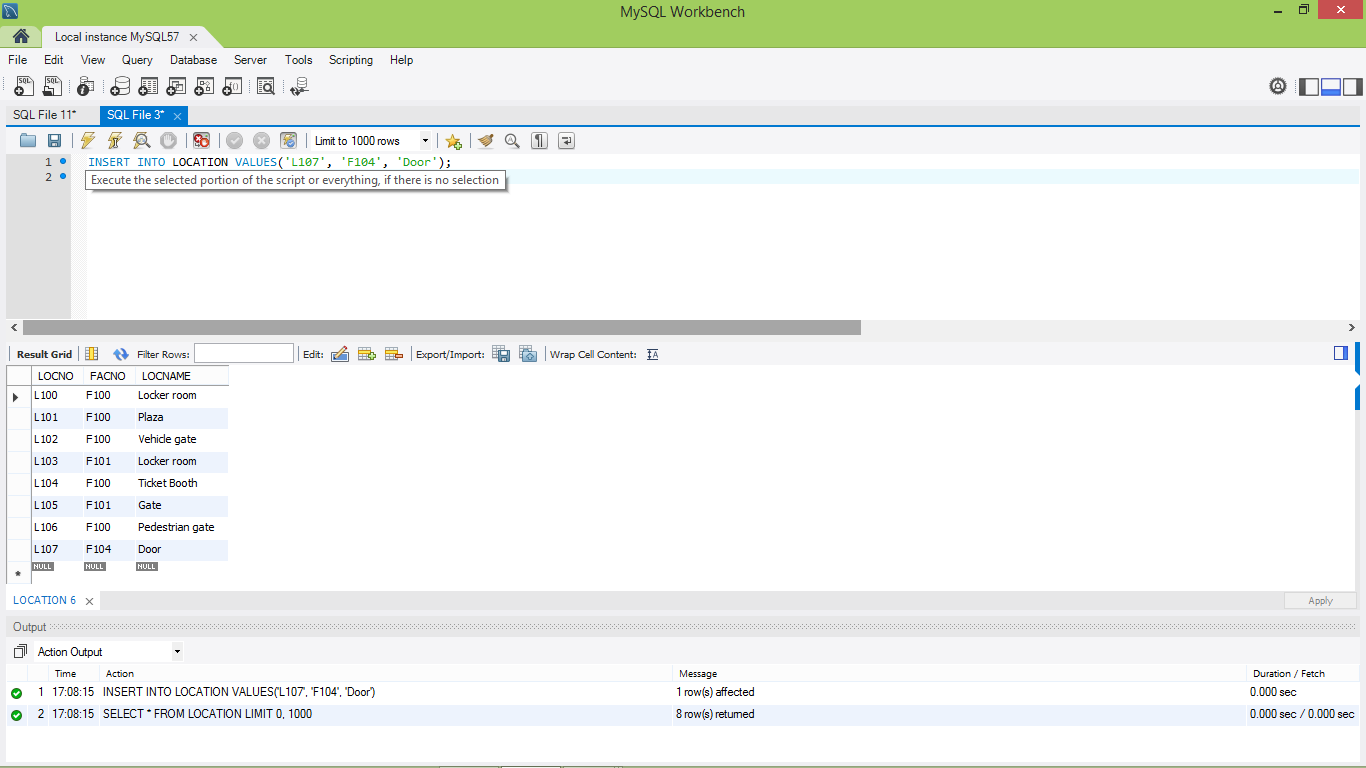 MySQL Workbench
Local instance MySQL57
File Edit View Query Database Server Tools Scripting Help
SQL File 11* SQL File 3*
Limit to 1000 rows
1 INSERT INTO LOCATION VALUES('L107', 'F104', 'Door');
2
Execute the selected portion of the script or everything, if there is no selection
Result Grid Filter Rows: Edit: Export/Import: Wrap Cell Content:
LOCNO FACNO LOCNAME
L100 F100 Locker room
L101 F100 Plaza
L102 F100 Vehicle gate
L103 F101 Locker room
L104 F100 Ticket Booth
L105 F101 Gate
L106 F100 Pedestrian gate
L107 F104 Door
NULL NULL NULL
LOCATION 6 Apply
Output
Action Output
Time Action Message Duration / Fetch
1 17:08:15 INSERT INTO LOCATION VALUES('L107', 'F104', 'Door') 1 row(s) affected 0.000 sec
2 17:08:15 SELECT * FROM LOCATION LIMIT 0, 1000 8 row(s) returned 0.000 sec / 0.000 sec